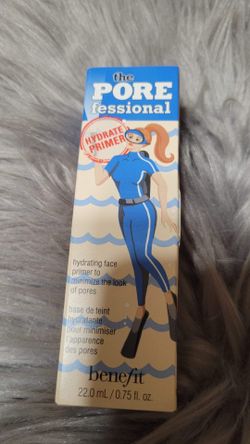 the
PORE
fessional
HYDRATE
PRIMER
hydrating face
primer to
minimize the look
of pores
base de teint
hydratante
pour minimiser
l'apparence
des pores
benefit
22.0 mL / 0.75 fl. oz.